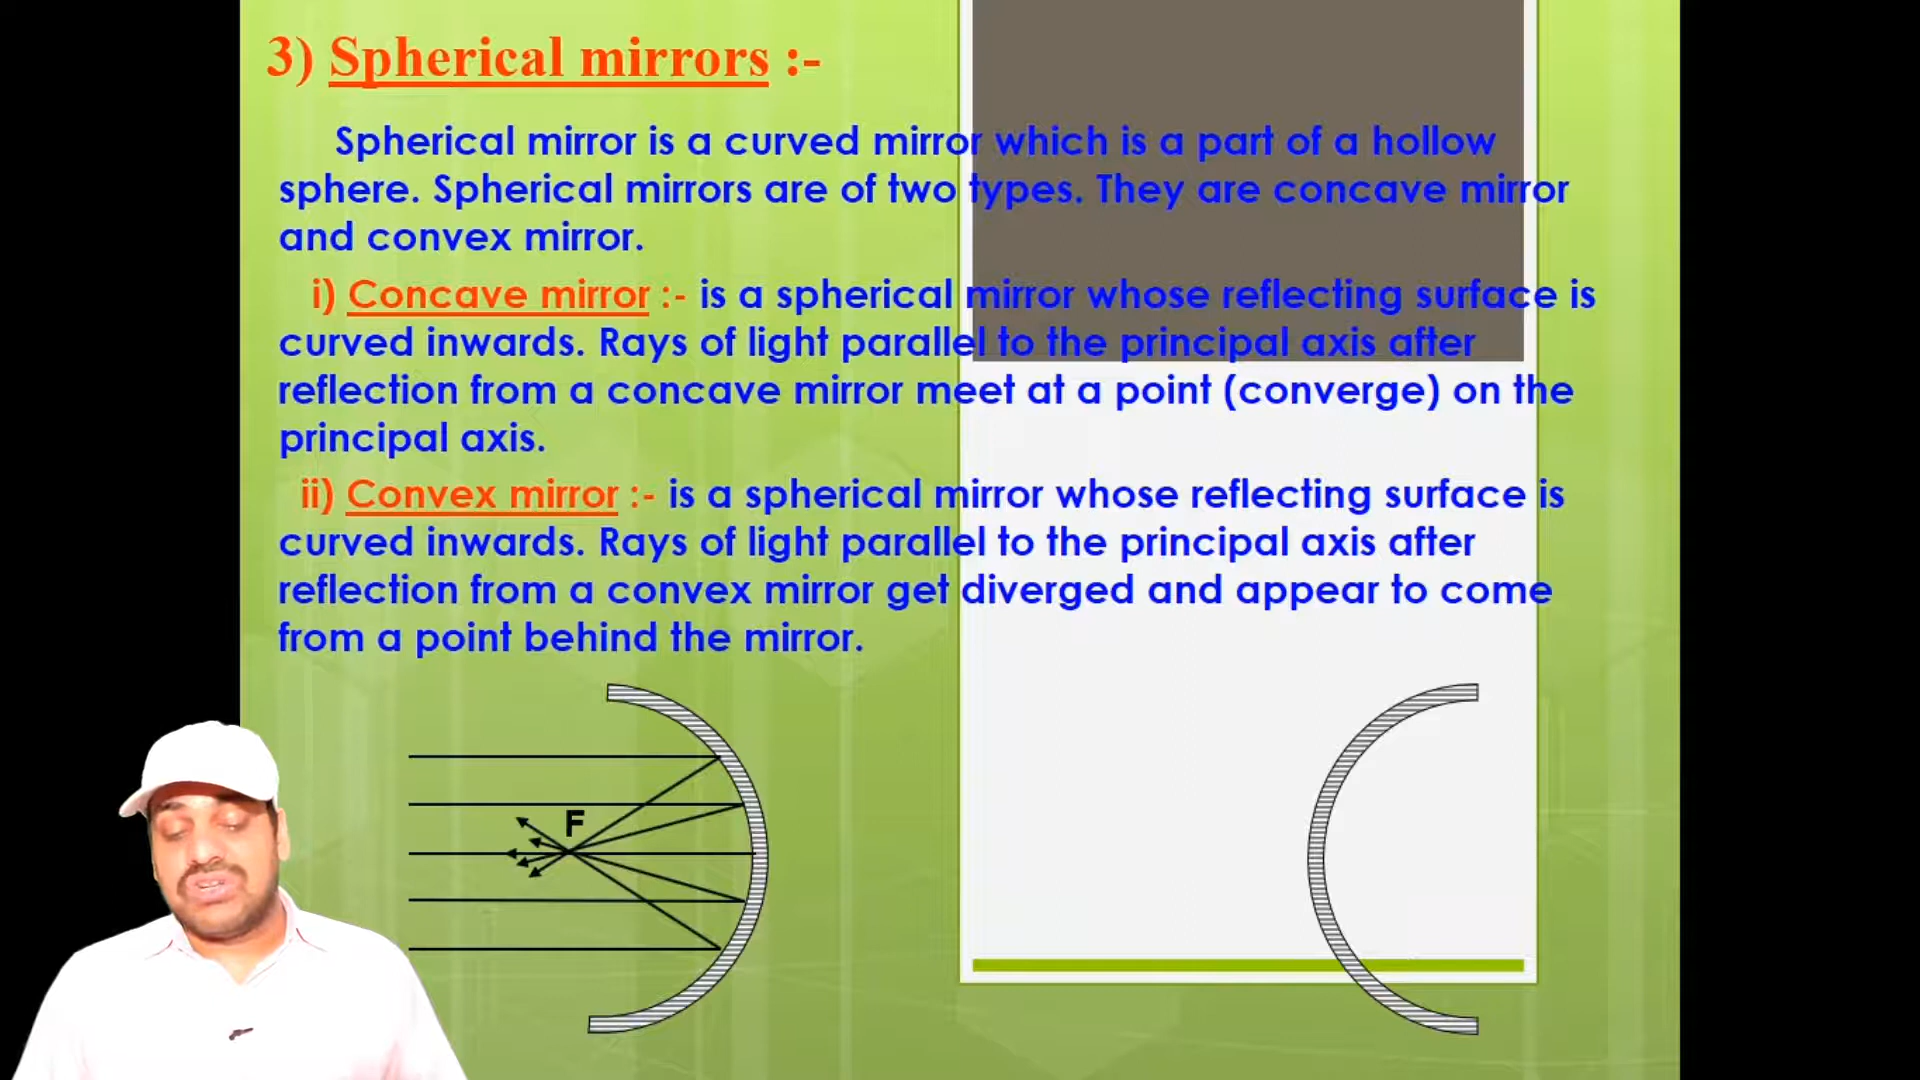 3) Spherical mirrors :-
Spherical mirror is a curved mirror which is a part of a hollow
sphere. Spherical mirrors are of two types. They are concave mirror
and convex mirror.
i) Concave mirror :- is a spherical mirror whose reflecting surface is
curved inwards. Rays of light parallel to the principal axis after
reflection from a concave mirror meet at a point (converge) on the
principal axis.
ii) Convex mirror :- is a spherical mirror whose reflecting surface is
curved inwards. Rays of light parallel to the principal axis after
reflection from a convex mirror get diverged and appear to come
from a point behind the mirror.
F